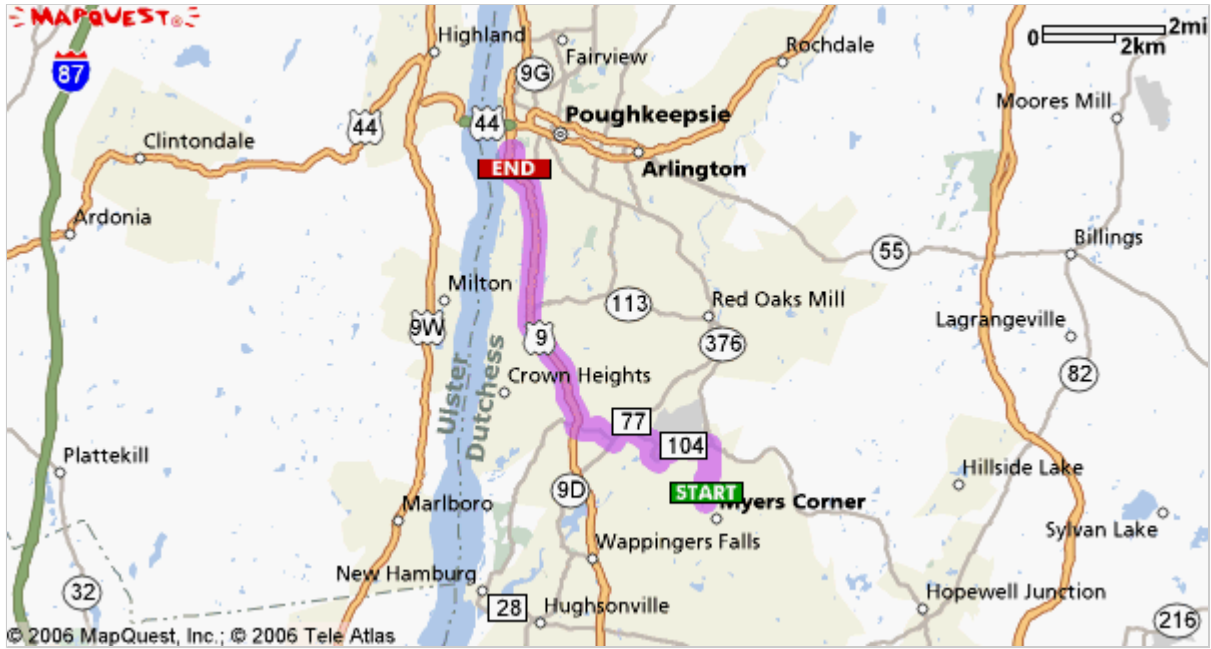 MAPQUEST®
87
Highland
9G
Fairview
Rochdale
0 2mi
2km
Moores Mill
44
44
Poughkeepsie
Clintondale
END
Arlington
Ardonia
55
Billings
Milton
113
Red Oaks Mill
9W
9
376
Lagrangeville
Ulster
Dutchess
Crown Heights
82
77
104
Plattekill
Hillside Lake
START
Myers Corner
9D
Marlboro
Sylvan Lake
Wappingers Falls
New Hamburg
32
28
Hughsonville
Hopewell Junction
216
© 2006 MapQuest, Inc.; © 2006 Tele Atlas